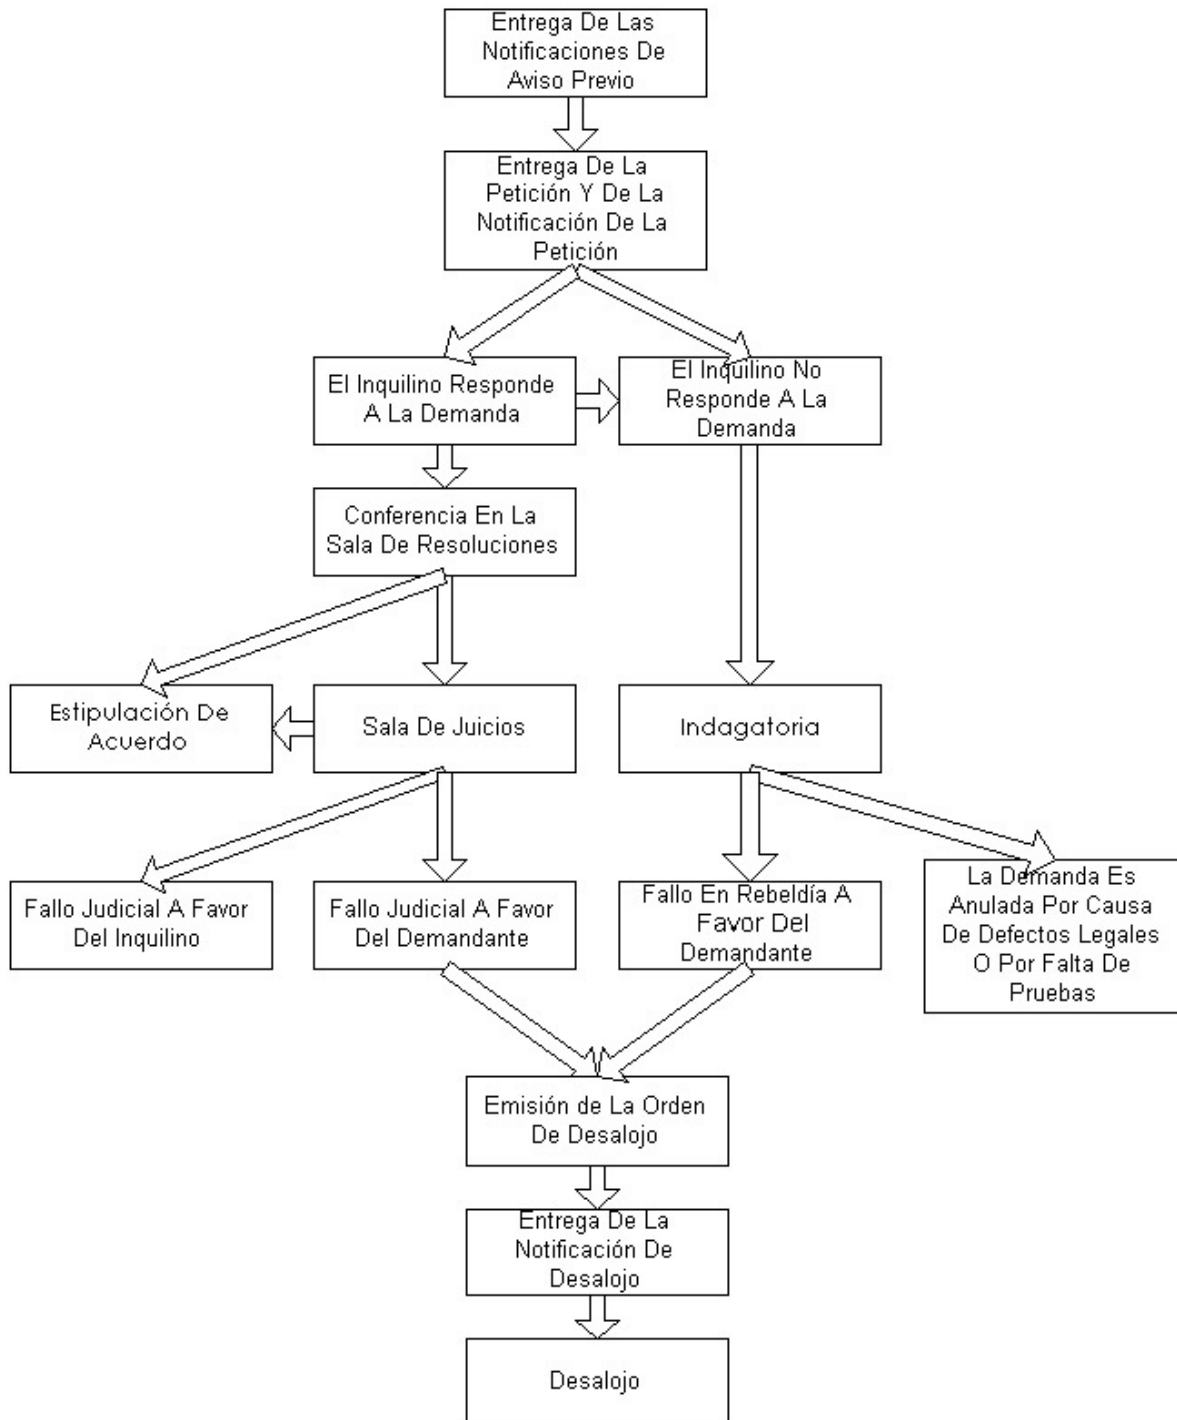 Entrega De Las
Notificaciones De
Aviso Previo
Entrega De La
Petición Y De La
Notificación De La
Petición
El Inquilino Responde
A La Demanda
El Inquilino No
Responde A La
Demanda
Conferencia En La
Sala De Resoluciones
Estipulación De
Acuerdo
Sala De Juicios
Indagatoria
Fallo Judicial A Favor
Del Inquilino
Fallo Judicial A Favor
Del Demandante
Fallo En Rebeldía A
Favor Del
Demandante
La Demanda Es
Anulada Por Causa
De Defectos Legales
O Por Falta De
Pruebas
Emisión de La Orden
De Desalojo
Entrega De La
Notificación De
Desalojo
Desalojo